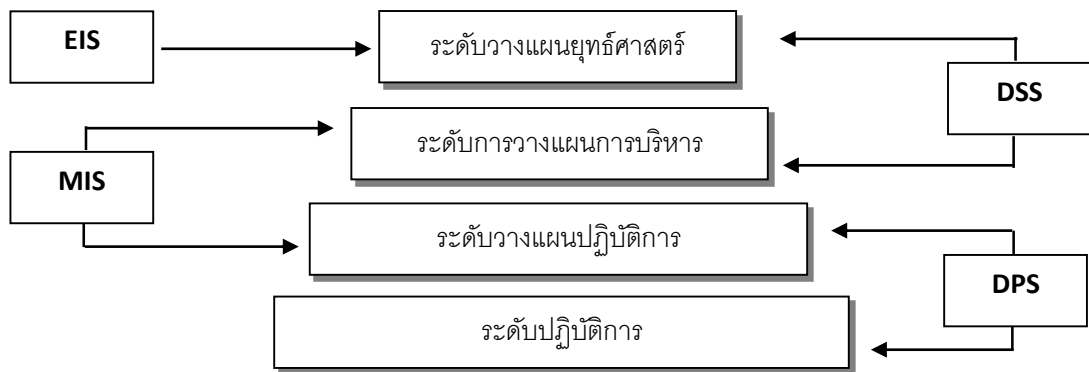 EIS
ระดับวางแผนยุทธ์ศาสตร์
DSS
ระดับการวางแผนการบริหาร
MIS
ระดับวางแผนปฏิบัติการ
DPS
ระดับปฏิบัติการ